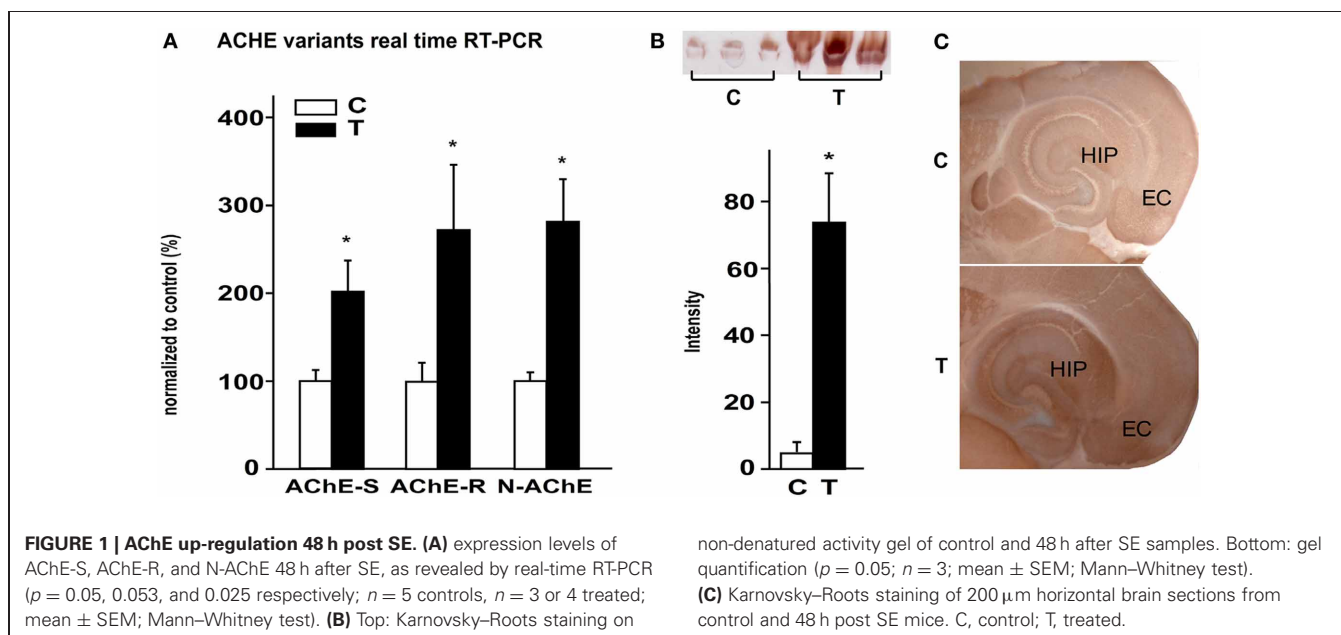 A ACHE variants real time RT-PCR
normalized to control (%)
400
300
200
100
0
C
T
*
*
*
AChE-S AChE-R N-AChE
B
C T
Intensity
80
60
40
20
0
*
C T
C
C
HIP
EC
T
HIP
EC
FIGURE 1 | AChE up-regulation 48 h post SE. (A) expression levels of
AChE-S, AChE-R, and N-AChE 48 h after SE, as revealed by real-time RT-PCR
(p = 0.05, 0.053, and 0.025 respectively; n = 5 controls, n = 3 or 4 treated;
mean ± SEM; Mann–Whitney test). (B) Top: Karnovsky–Roots staining on
non-denatured activity gel of control and 48 h after SE samples. Bottom: gel
quantification (p = 0.05; n = 3; mean ± SEM; Mann–Whitney test).
(C) Karnovsky–Roots staining of 200 μm horizontal brain sections from
control and 48 h post SE mice. C, control; T, treated.